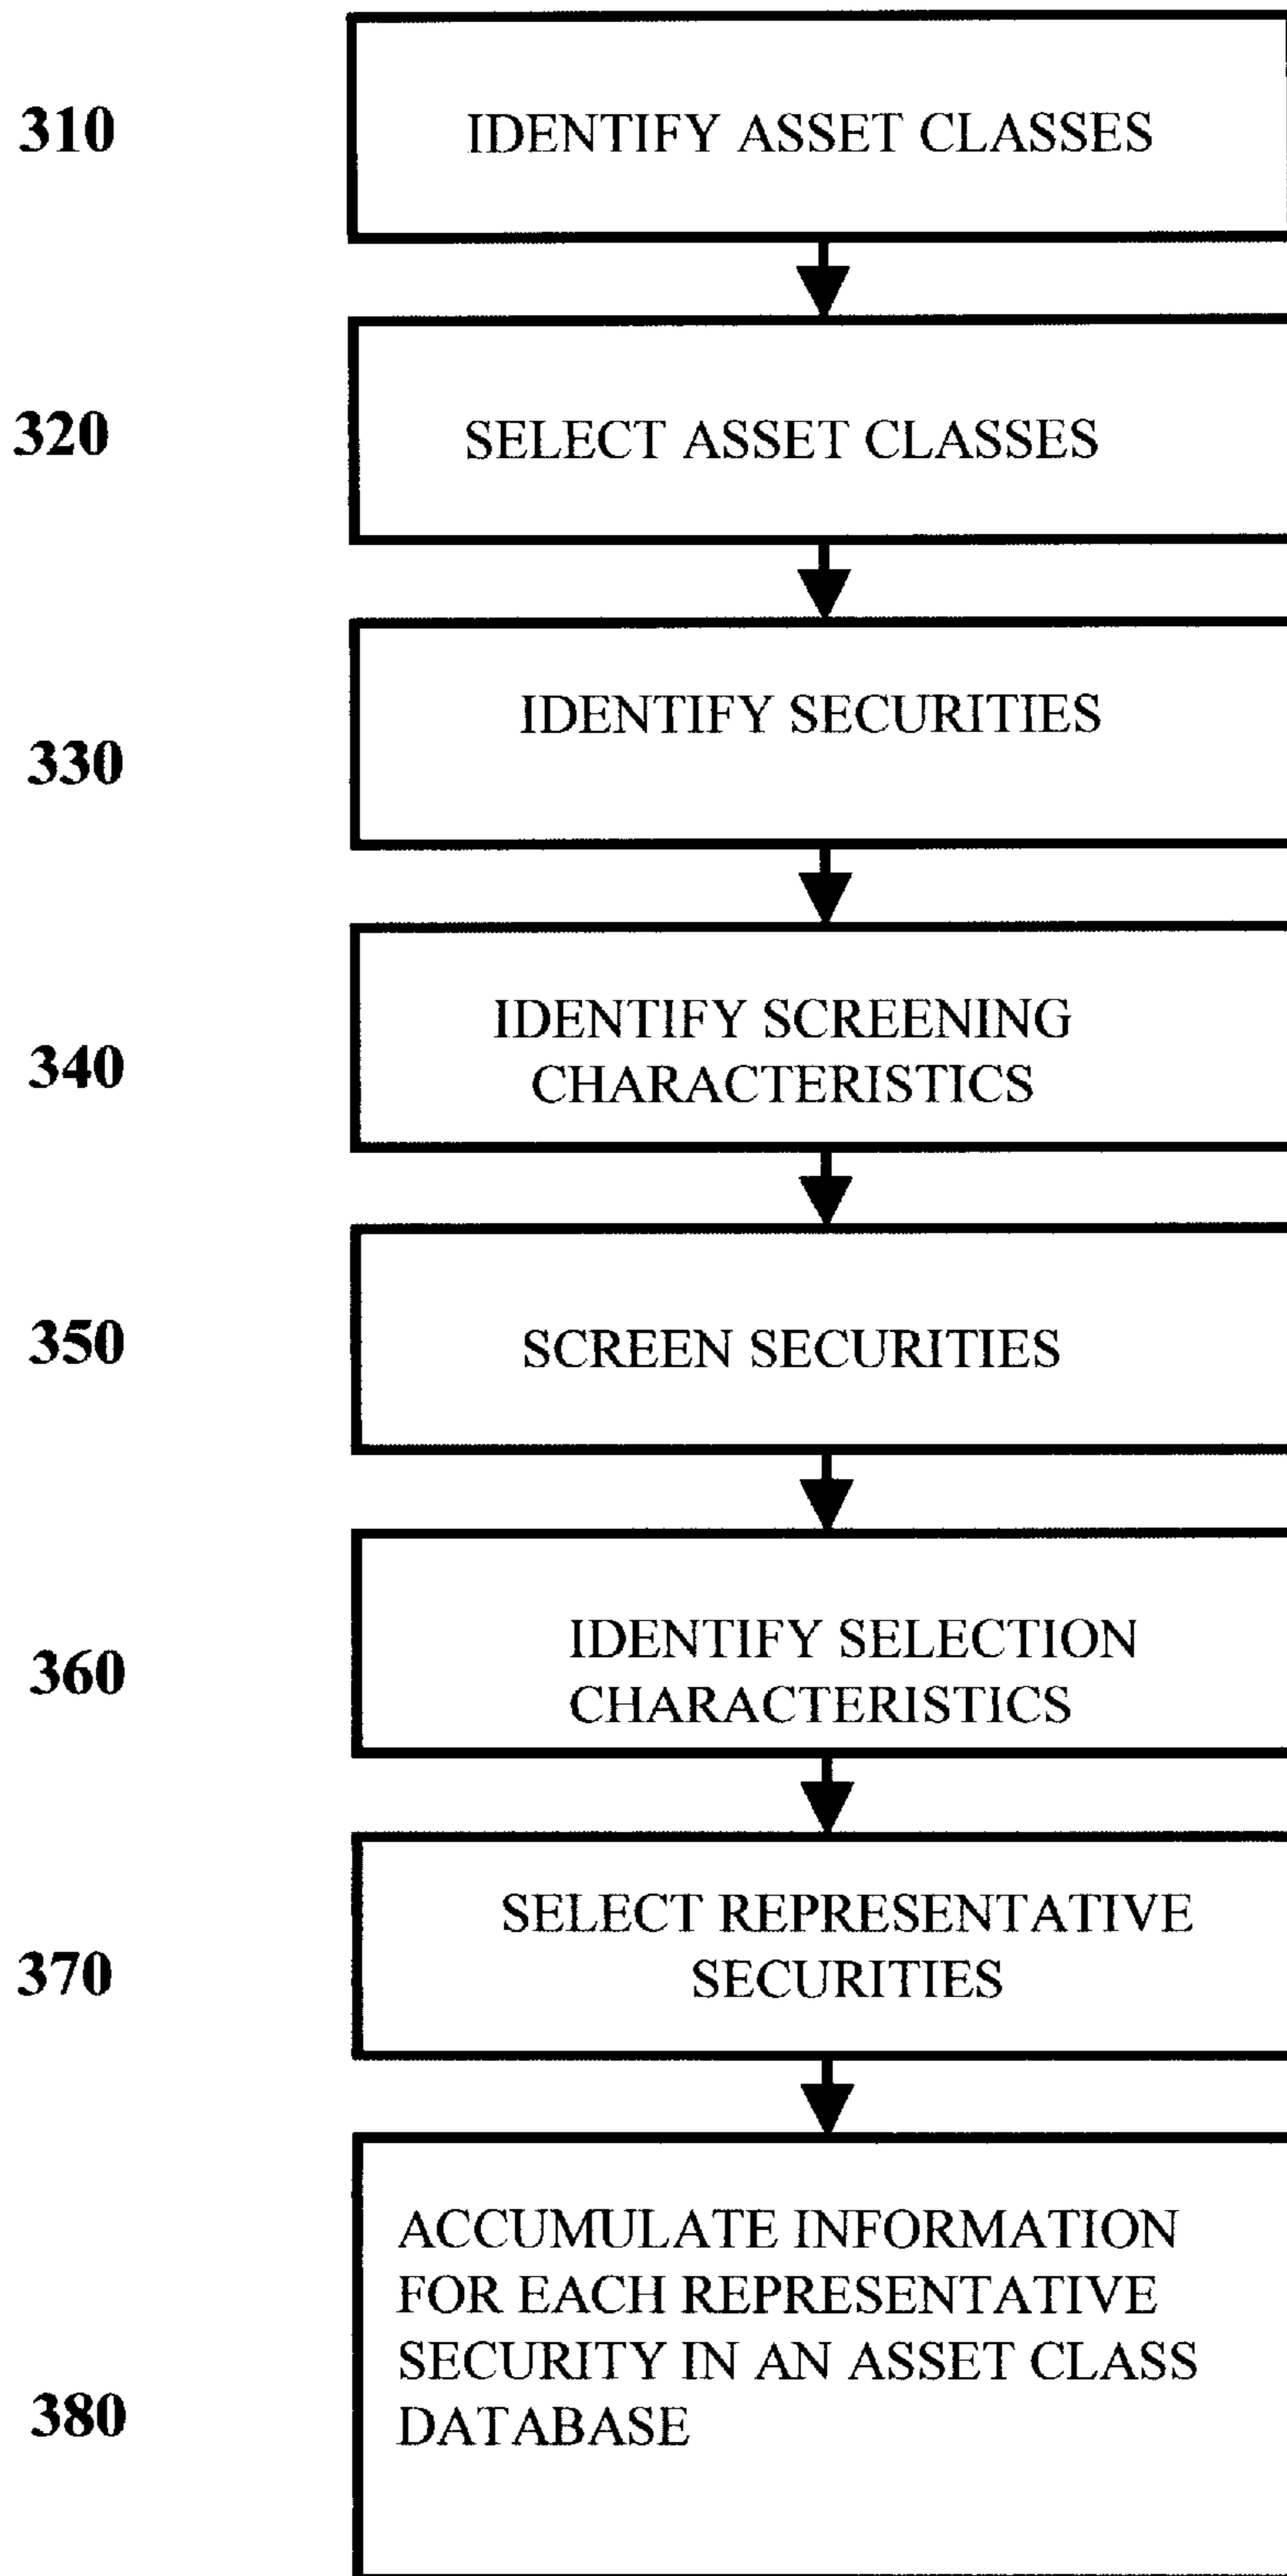 310
IDENTIFY ASSET CLASSES
320
SELECT ASSET CLASSES
330
IDENTIFY SECURITIES
340
IDENTIFY SCREENING
CHARACTERISTICS
350
SCREEN SECURITIES
360
IDENTIFY SELECTION
CHARACTERISTICS
370
SELECT REPRESENTATIVE
SECURITIES
380
ACCUMULATE INFORMATION
FOR EACH REPRESENTATIVE
SECURITY IN AN ASSET CLASS
DATABASE